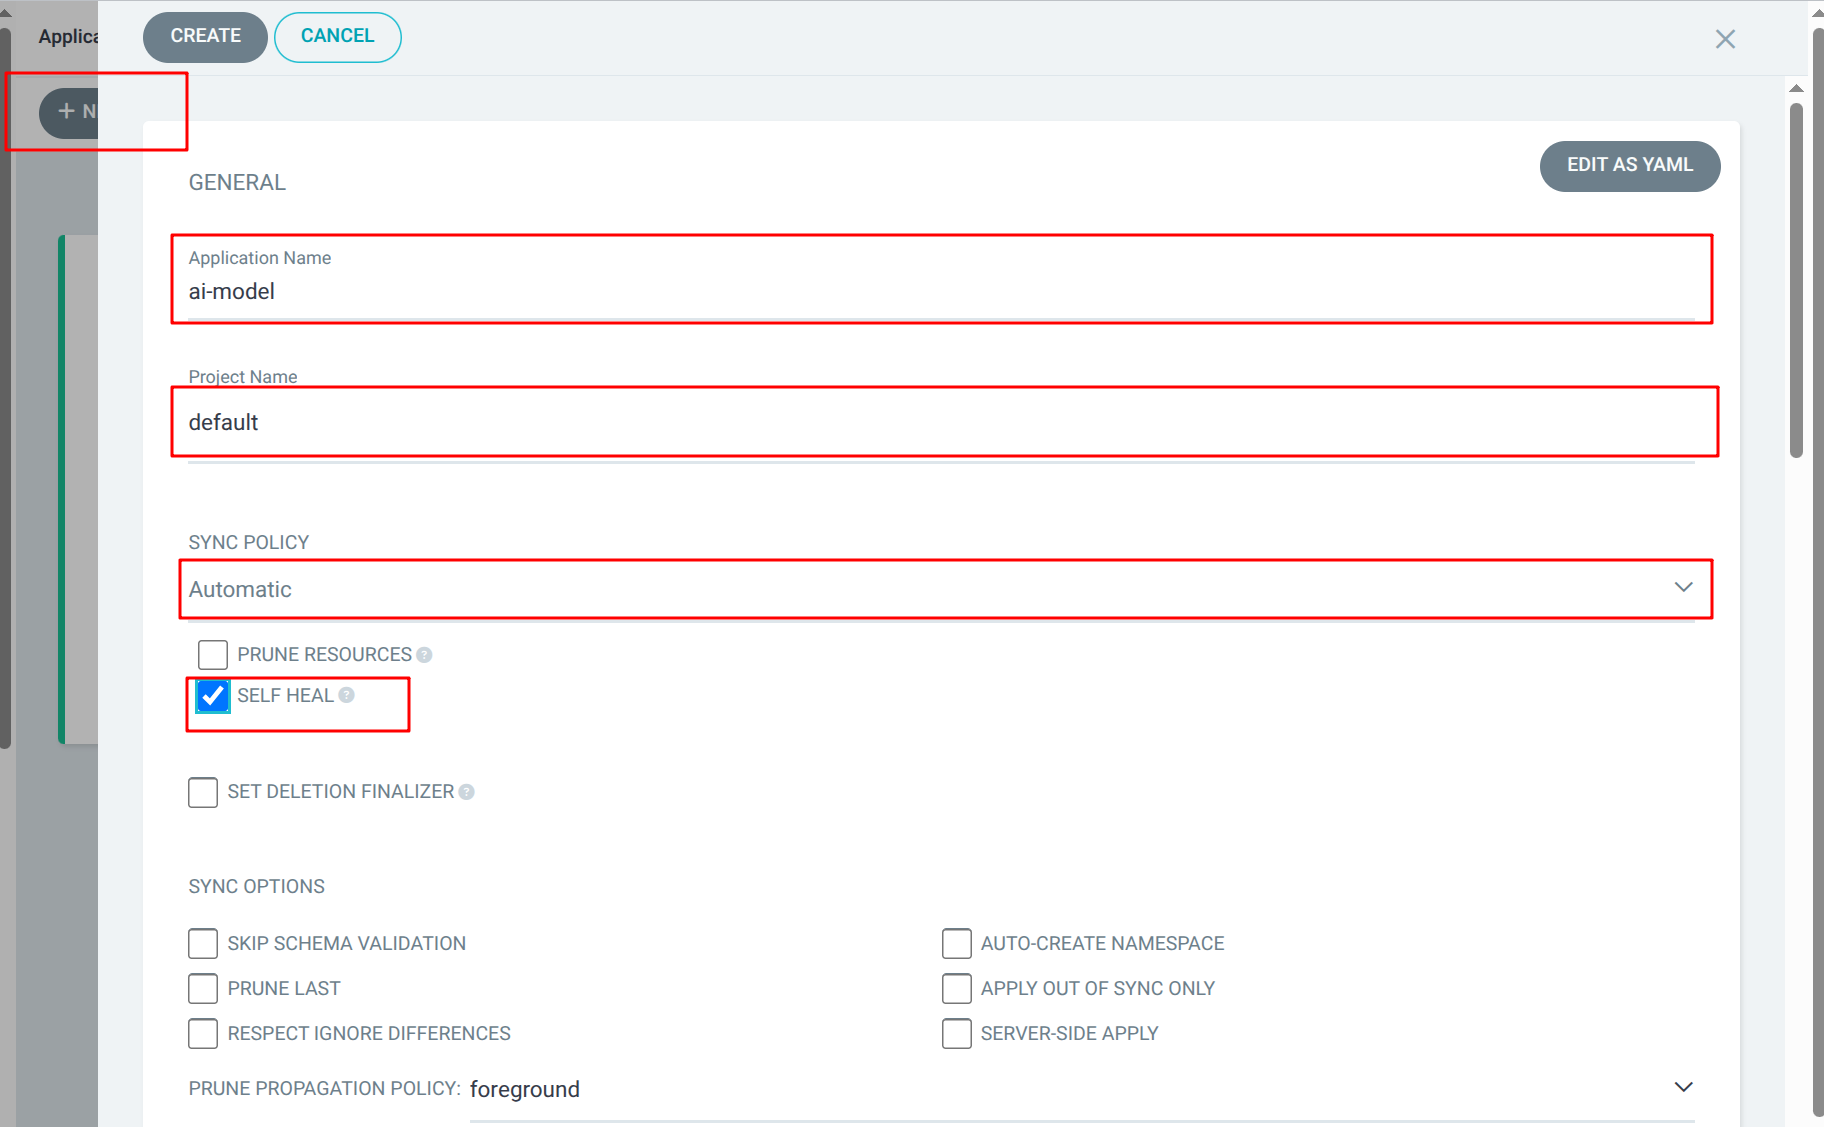 Applica
CREATE
CANCEL
+ N
GENERAL
EDIT AS YAML
Application Name
ai-model
Project Name
default
SYNC POLICY
Automatic
PRUNE RESOURCES ?
SELF HEAL ?
SET DELETION FINALIZER ?
SYNC OPTIONS
SKIP SCHEMA VALIDATION
AUTO-CREATE NAMESPACE
PRUNE LAST
APPLY OUT OF SYNC ONLY
RESPECT IGNORE DIFFERENCES
SERVER-SIDE APPLY
PRUNE PROPAGATION POLICY: foreground